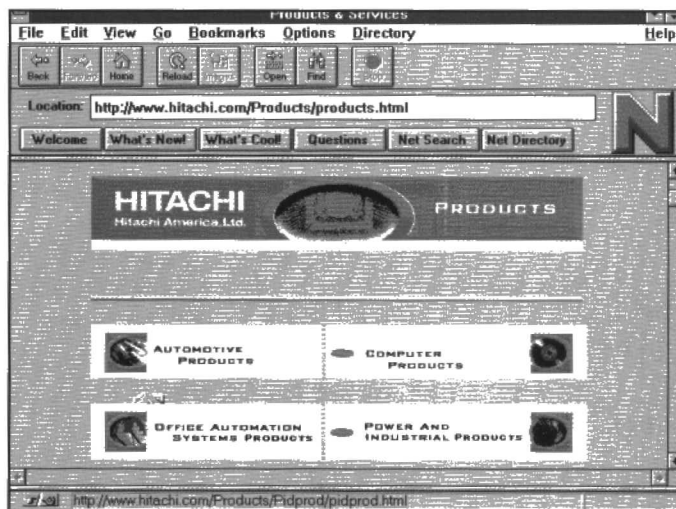 Products & Services
File Edit View Go Bookmarks Options Directory Help
Back Forward Home Reload Images Open Find Stop
Location: http://www.hitachi.com/Products/products.html
Welcome What's New! What's Cool! Questions Net Search Net Directory
N
HITACHI
Hitachi America, Ltd.
PRODUCTS
AUTOMOTIVE
PRODUCTS
COMPUTER
PRODUCTS
OFFICE AUTOMATION
SYSTEMS PRODUCTS
POWER AND
INDUSTRIAL PRODUCTS
http://www.hitachi.com/Products/Pidprod/pidprod.html